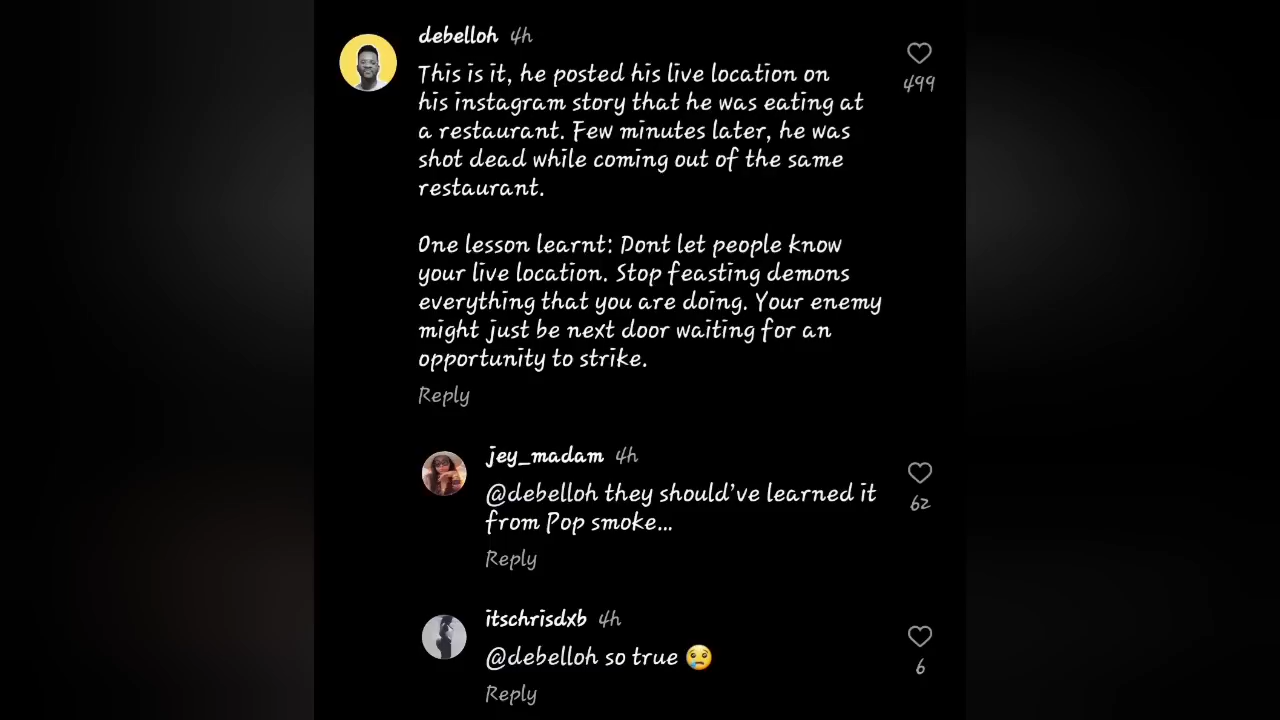 debelloh 4h
This is it, he posted his live location on
his instagram story that he was eating at
a restaurant. Few minutes later, he was
shot dead while coming out of the same
restaurant.
499
One lesson learnt: Dont let people know
your live location. Stop feasting demons
everything that you are doing. Your enemy
might just be next door waiting for an
opportunity to strike.
Reply
jey_madam 4h
@debelloh they should’ve learned it
from Pop smoke...
62
Reply
itschrisdxb 4h
@debelloh so true 😢
6
Reply